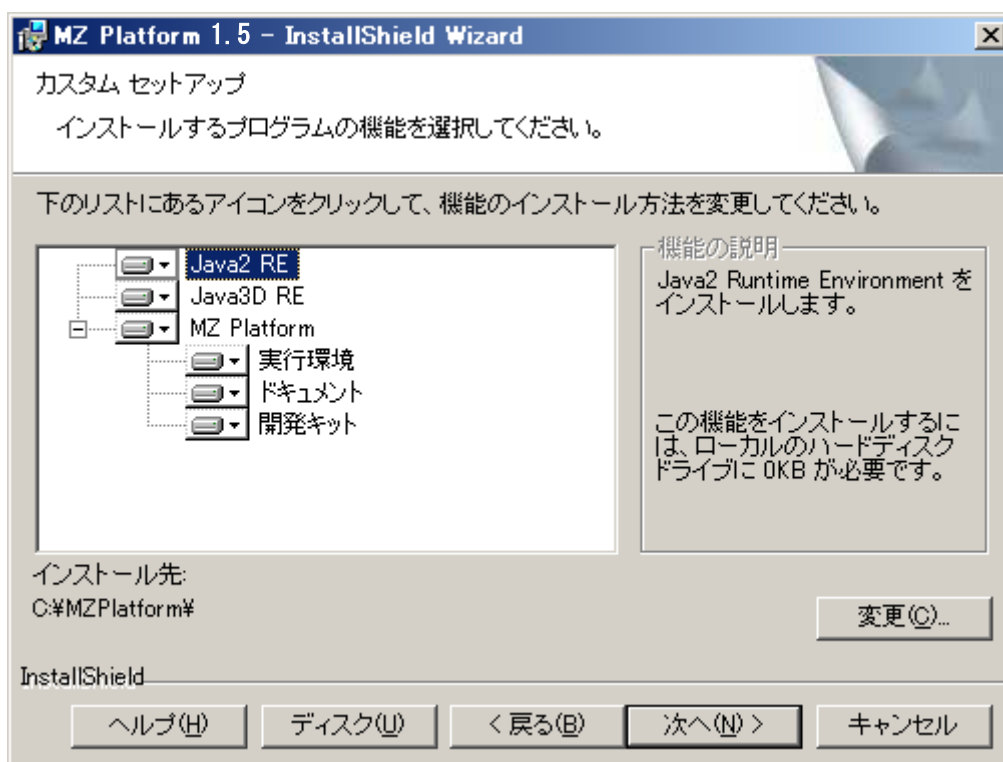 MZ Platform 1.5 - InstallShield Wizard
カスタム セットアップ
インストールするプログラムの機能を選択してください。
下のリストにあるアイコンをクリックして、機能のインストール方法を変更してください。
Java2 RE
Java3D RE
MZ Platform
実行環境
ドキュメント
開発キット
機能の説明
Java2 Runtime Environment を
インストールします。
この機能をインストールするに
は、ローカルのハードディスク
ドライブに 0KB が必要です。
インストール先:
C:¥MZPlatform¥
変更(C)...
InstallShield
ヘルプ(H)
ディスク(U)
< 戻る(B)
次へ(N) >
キャンセル